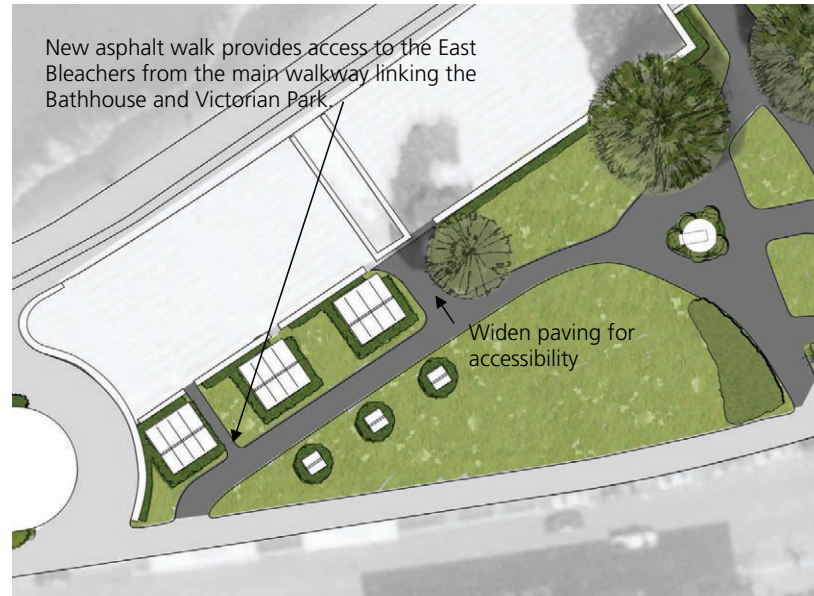 New asphalt walk provides access to the East
Bleachers from the main walkway linking the
Bathhouse and Victorian Park.
Widen paving for
accessibility